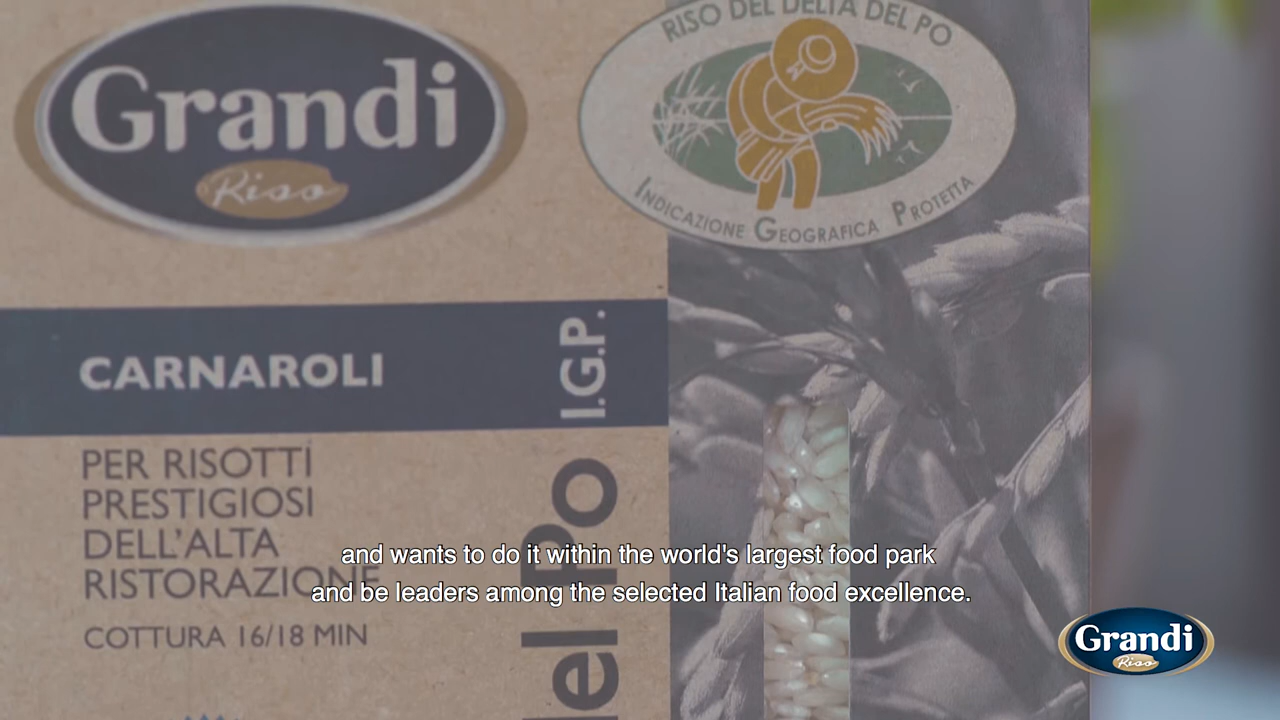 Grandi
Riso
RISO DEL DELTA DEL PO
INDICAZIONE GEOGRAFICA PROTETTA
CARNAROLI
I.G.P.
PER RISOTTI
PRESTIGIOSI
DELL'ALTA
RISTORAZIONE
COTTURA 16/18 MIN
del Po
and wants to do it within the world's largest food park
and be leaders among the selected Italian food excellence.
Grandi
Riso